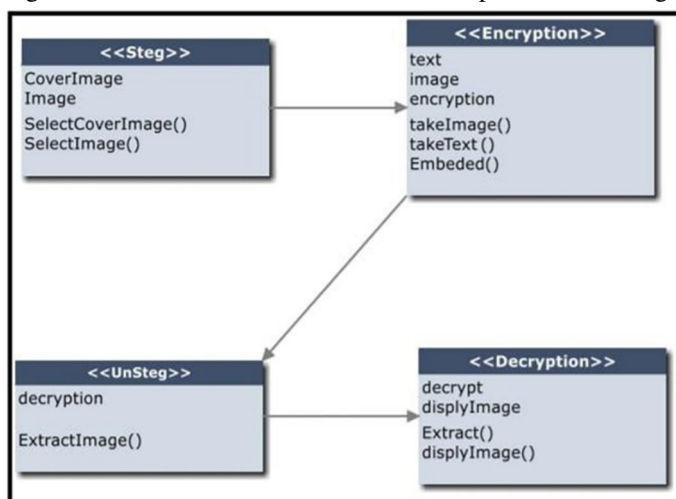 <<Steg>>
CoverImage
Image
SelectCoverImage()
SelectImage()
<<Encryption>>
text
image
encryption
takeImage()
takeText()
Embeded()
<<UnSteg>>
decryption
ExtractImage()
<<Decryption>>
decrypt
displyImage
Extract()
displyImage()